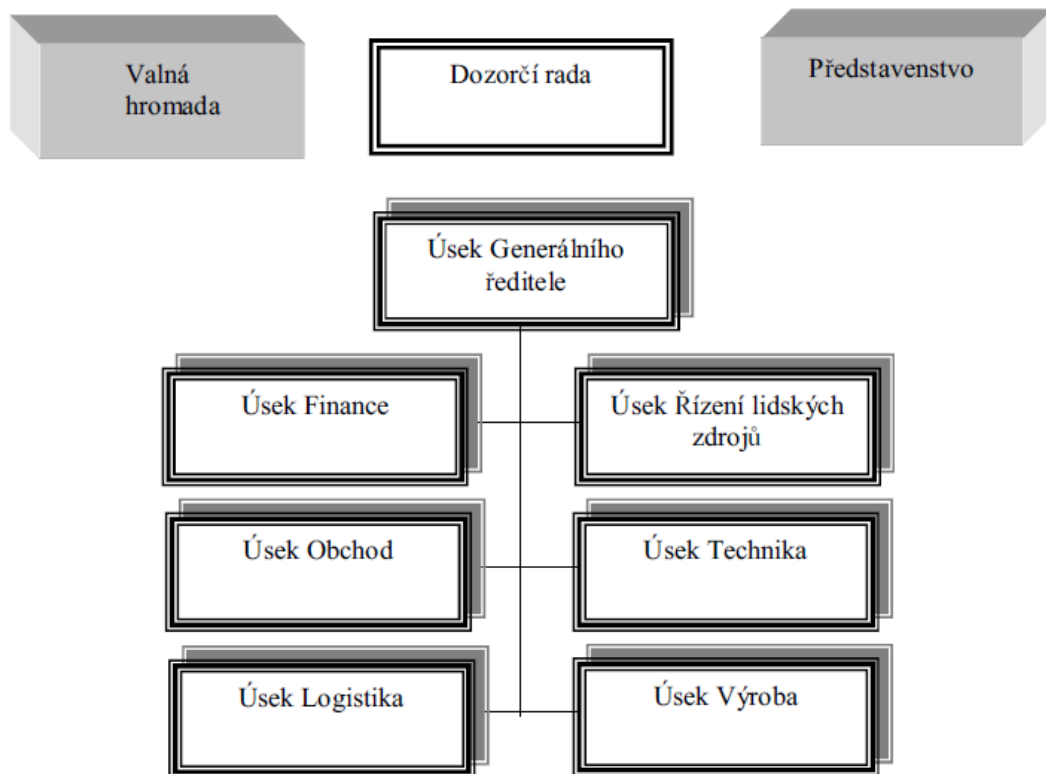 Valná
hromada
Dozorčí rada
Představenstvo
Úsek Generálního
ředitele
Úsek Finance
Úsek Řízení lidských
zdrojů
Úsek Obchod
Úsek Technika
Úsek Logistika
Úsek Výroba